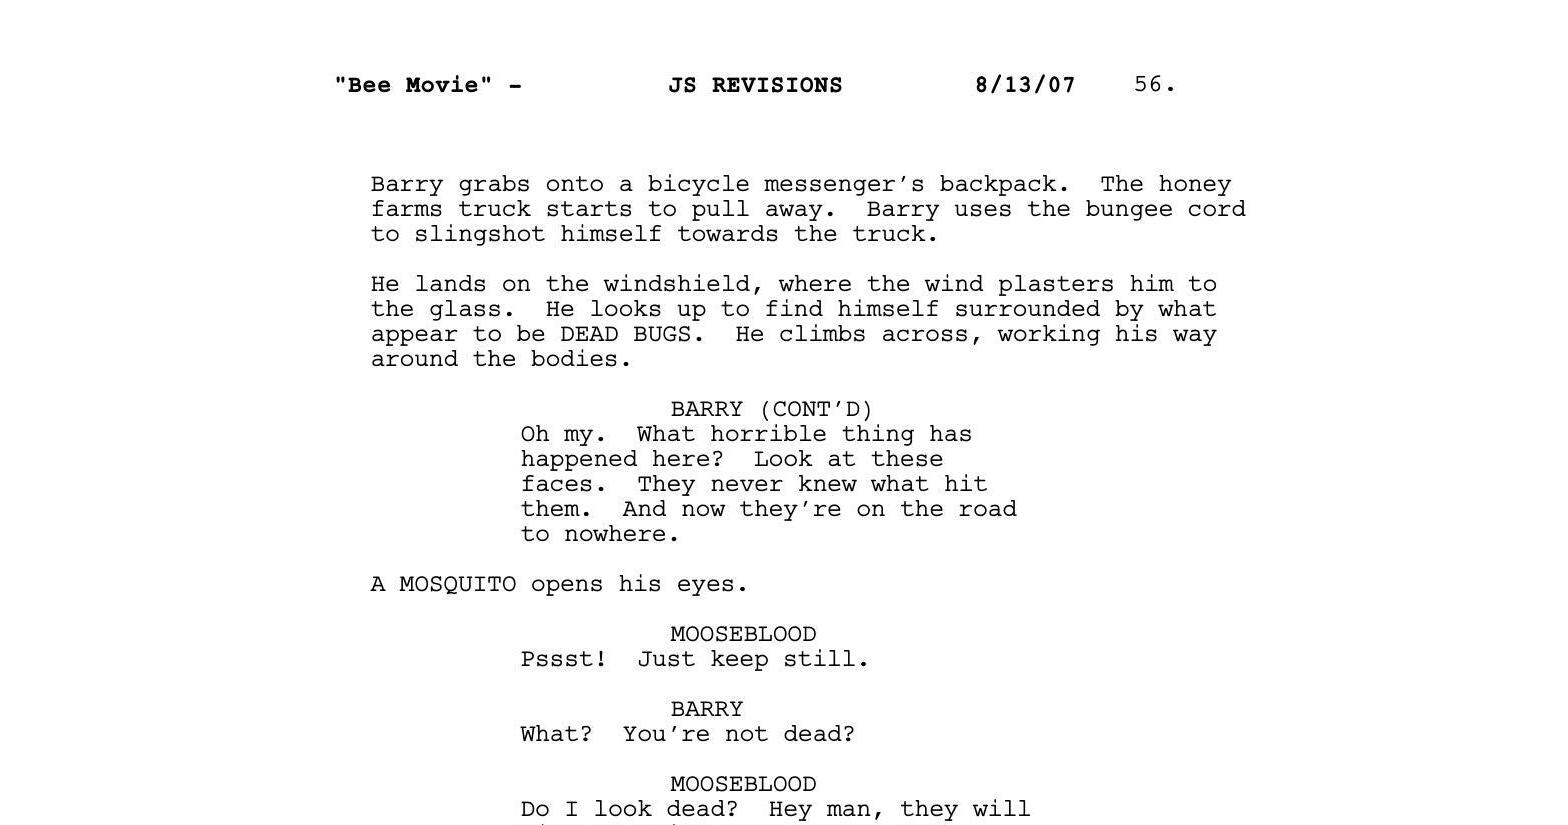 "Bee Movie" - JS REVISIONS 8/13/07 56.
Barry grabs onto a bicycle messenger's backpack.  The honey
farms truck starts to pull away.  Barry uses the bungee cord
to slingshot himself towards the truck.
He lands on the windshield, where the wind plasters him to
the glass.  He looks up to find himself surrounded by what
appear to be DEAD BUGS.  He climbs across, working his way
around the bodies.
BARRY (CONT'D)
Oh my.  What horrible thing has
happened here?  Look at these
faces.  They never knew what hit
them.  And now they're on the road
to nowhere.
A MOSQUITO opens his eyes.
MOOSEBLOOD
Pssst!  Just keep still.
BARRY
What?  You're not dead?
MOOSEBLOOD
Do I look dead?  Hey man, they will